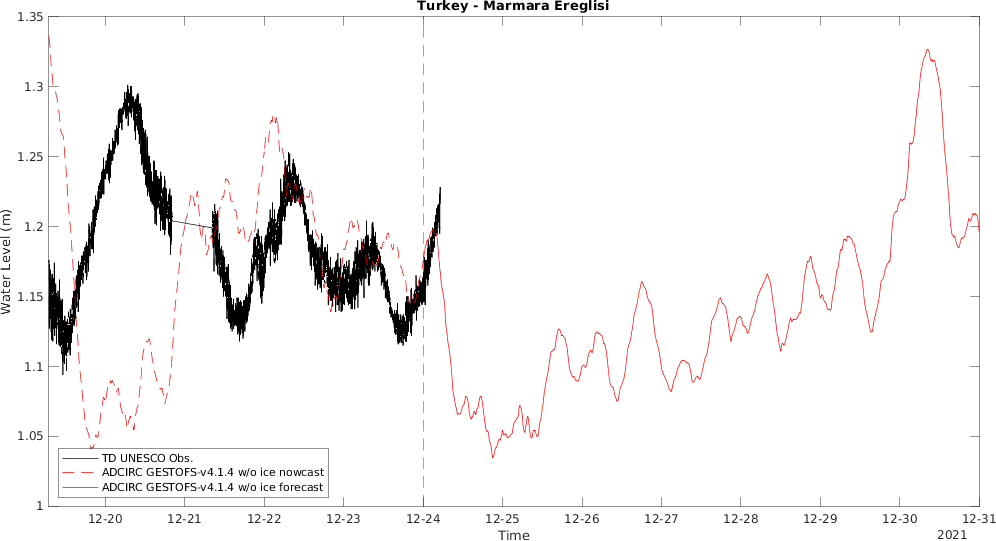 Turkey - Marmara Ereglisi
1.35
1.3
1.25
1.2
1.15
1.1
1.05
1
Water Level (m)
TD UNESCO Obs.
ADCIRC GESTOFS-v4.1.4 w/o ice nowcast
ADCIRC GESTOFS-v4.1.4 w/o ice forecast
12-20 12-21 12-22 12-23 12-24 12-25 12-26 12-27 12-28 12-29 12-30 12-31
Time
2021